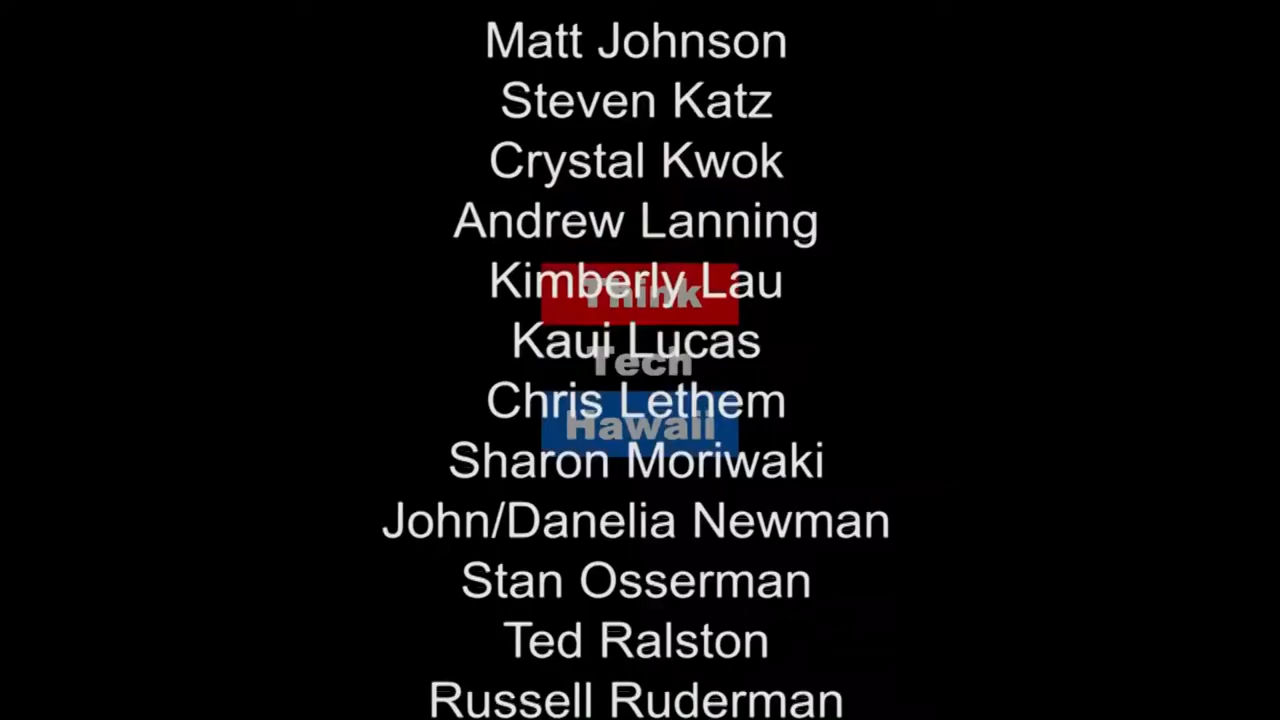 Matt Johnson
Steven Katz
Crystal Kwok
Andrew Lanning
Kimberly Lau
Think
Kaui Lucas
Tech
Chris Lethem
Hawaii
Sharon Moriwaki
John/Danelia Newman
Stan Osserman
Ted Ralston
Russell Ruderman